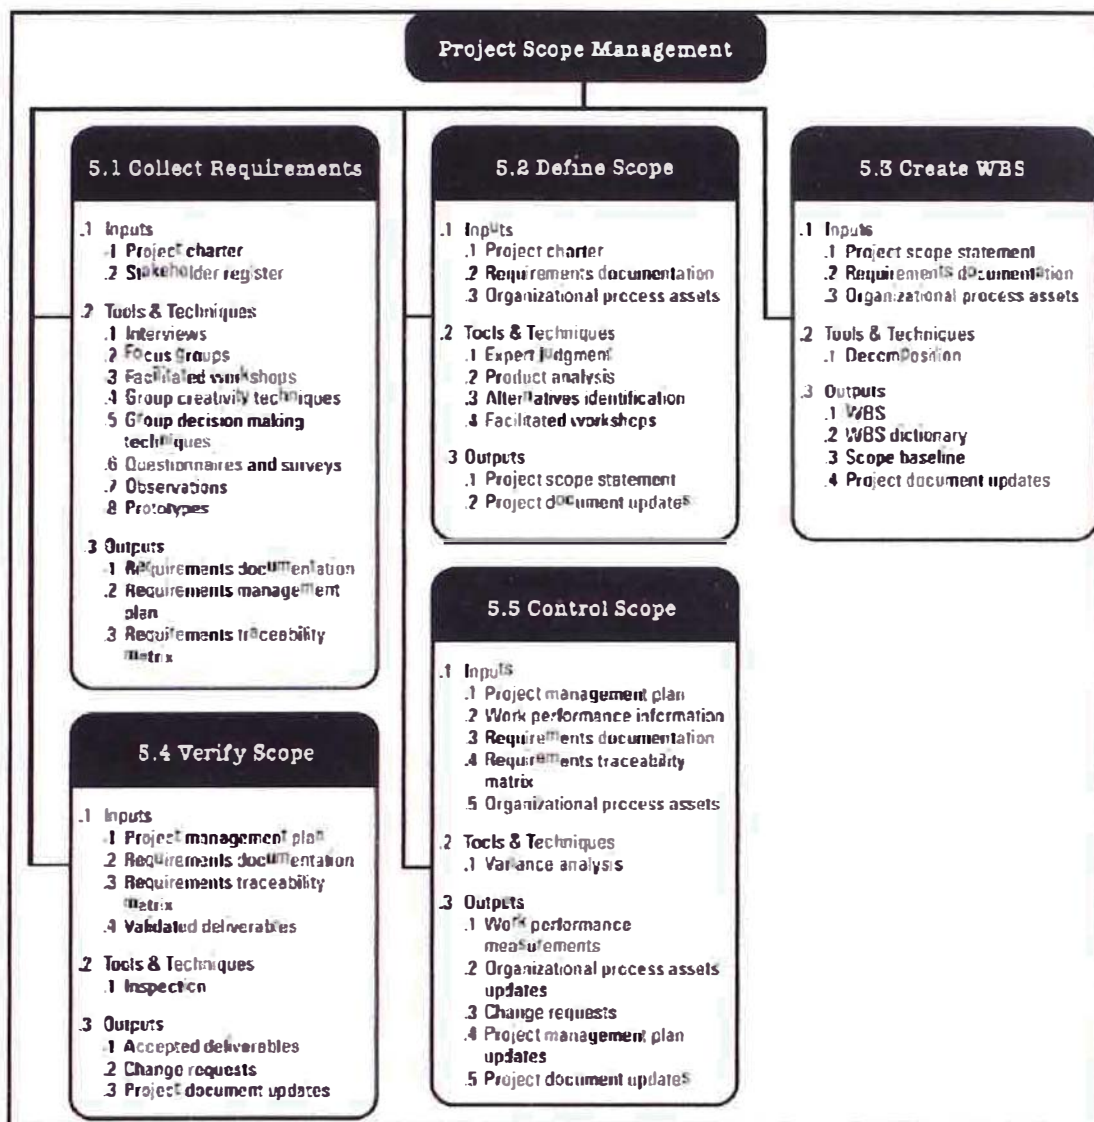 Project Scope Management
5.1 Collect Requirements
.1 Inputs
.1 Project charter
.2 Stakeholder register
.2 Tools & Techniques
.1 Interviews
.2 Focus groups
.3 Facilitated workshops
.4 Group creativity techniques
.5 Group decision making
techniques
.6 Questionnaires and surveys
.7 Observations
.8 Prototypes
.3 Outputs
.1 Requirements documentation
.2 Requirements management
plan
.3 Requirements traceability
matrix
5.2 Define Scope
.1 Inputs
.1 Project charter
.2 Requirements documentation
.3 Organizational process assets
.2 Tools & Techniques
.1 Expert judgment
.2 Product analysis
.3 Alternatives identification
.4 Facilitated workshops
.3 Outputs
.1 Project scope statement
.2 Project document updates
5.3 Create WBS
.1 Inputs
.1 Project scope statement
.2 Requirements documentation
.3 Organizational process assets
.2 Tools & Techniques
.1 Decomposition
.3 Outputs
.1 WBS
.2 WBS dictionary
.3 Scope baseline
.4 Project document updates
5.4 Verify Scope
.1 Inputs
.1 Project management plan
.2 Requirements documentation
.3 Requirements traceability
matrix
.4 Validated deliverables
.2 Tools & Techniques
.1 Inspection
.3 Outputs
.1 Accepted deliverables
.2 Change requests
.3 Project document updates
5.5 Control Scope
.1 Inputs
.1 Project management plan
.2 Work performance information
.3 Requirements documentation
.4 Requirements traceability
matrix
.5 Organizational process assets
.2 Tools & Techniques
.1 Variance analysis
.3 Outputs
.1 Work performance
measurements
.2 Organizational process assets
updates
.3 Change requests
.4 Project management plan
updates
.5 Project document updates